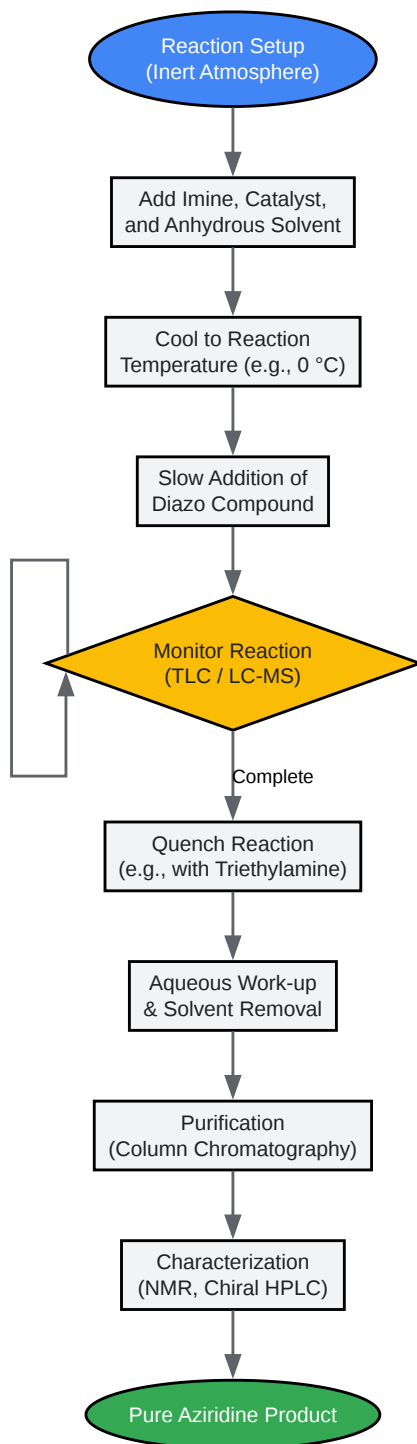 Reaction Setup
(Inert Atmosphere)
Add Imine, Catalyst,
and Anhydrous Solvent
Cool to Reaction
Temperature (e.g., 0 °C)
Slow Addition of
Diazo Compound
Monitor Reaction
(TLC / LC-MS)
Complete
Quench Reaction
(e.g., with Triethylamine)
Aqueous Work-up
& Solvent Removal
Purification
(Column Chromatography)
Characterization
(NMR, Chiral HPLC)
Pure Aziridine Product